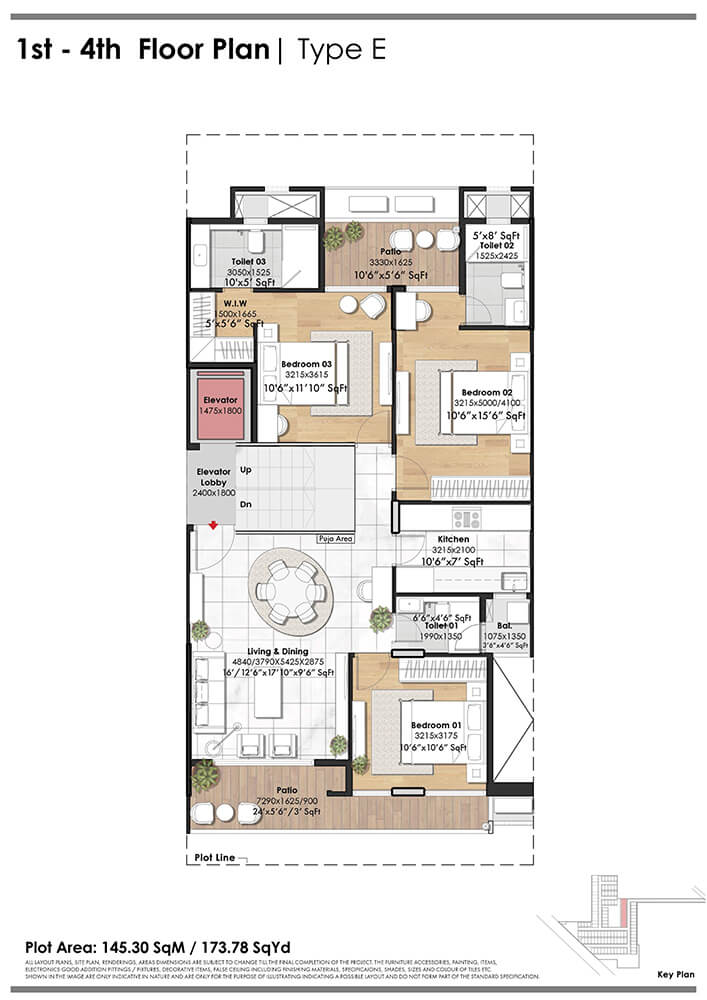 1st - 4th Floor Plan| Type E
Toilet 03
3050x1525
10'x5' SqFt
Patio
3330x1625
10'6"x5'6" SqFt
5'x8' SqFt
Toilet 02
1525x2425
W.I.W
1500x1665
5'x5'6" SqFt
Bedroom 03
3215x3615
10'6"x11'10" SqFt
Bedroom 02
3215x5000/4100
10'6"x15'6" SqFt
Elevator
1475x1800
Elevator
Lobby
2400x1800
Up
Dn
Puja Area
Kitchen
3215x2100
10'6"x7' SqFt
6'6"x4'6" SqFt
Toilet 01
1990x1350
Bal.
1075x1350
3'6"x4'6" SqFt
Living & Dining
4840/3790X5425X2875
16'/12'6"x17'10"x9'6" SqFt
Bedroom 01
3215x3175
10'6"x10'6" SqFt
Patio
7290x1625/900
24'x5'6"/3' SqFt
Plot Line
Plot Area: 145.30 SqM / 173.78 SqYd
ALL LAYOUT PLANS, SITE PLAN, RENDERINGS, AREAS DIMENSIONS ARE SUBJECT TO CHANGE TILL THE FINAL COMPLETION OF THE PROJECT. THE FURNITURE ACCESSORIES, PAINTING, ITEMS,
ELECTRONICS GOOD ADDITION FITTINGS / FIXTURES, DECORATIVE ITEMS, FALSE CEILING INCLUDING FINISHING MATERIALS, SPECIFICMIONS, SHADES, SIZES AND COLOUR OF TILES ETC.
SHOWN IN THE IMAGE ARE ONLY INDICATIVE IN NATURE AND ARE ONLY FOR THE PURPOSE OF ILLUSTRATING INDICATING A POSSIBLE LAYOUT AND DO NOT FORM PART OF THE STANDARD SPECIFICATION.
Key Plan